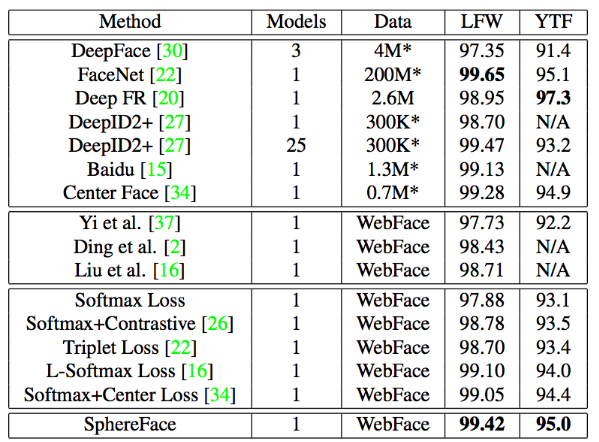 Method Models Data LFW YTF
DeepFace [30] 3 4M* 97.35 91.4
FaceNet [22] 1 200M* 99.65 95.1
Deep FR [20] 1 2.6M 98.95 97.3
DeepID2+ [27] 1 300K* 98.70 N/A
DeepID2+ [27] 25 300K* 99.47 93.2
Baidu [15] 1 1.3M* 99.13 N/A
Center Face [34] 1 0.7M* 99.28 94.9
Yi et al. [37] 1 WebFace 97.73 92.2
Ding et al. [2] 1 WebFace 98.43 N/A
Liu et al. [16] 1 WebFace 98.71 N/A
Softmax Loss 1 WebFace 97.88 93.1
Softmax+Contrastive [26] 1 WebFace 98.78 93.5
Triplet Loss [22] 1 WebFace 98.70 93.4
L-Softmax Loss [16] 1 WebFace 99.10 94.0
Softmax+Center Loss [34] 1 WebFace 99.05 94.4
SphereFace 1 WebFace 99.42 95.0